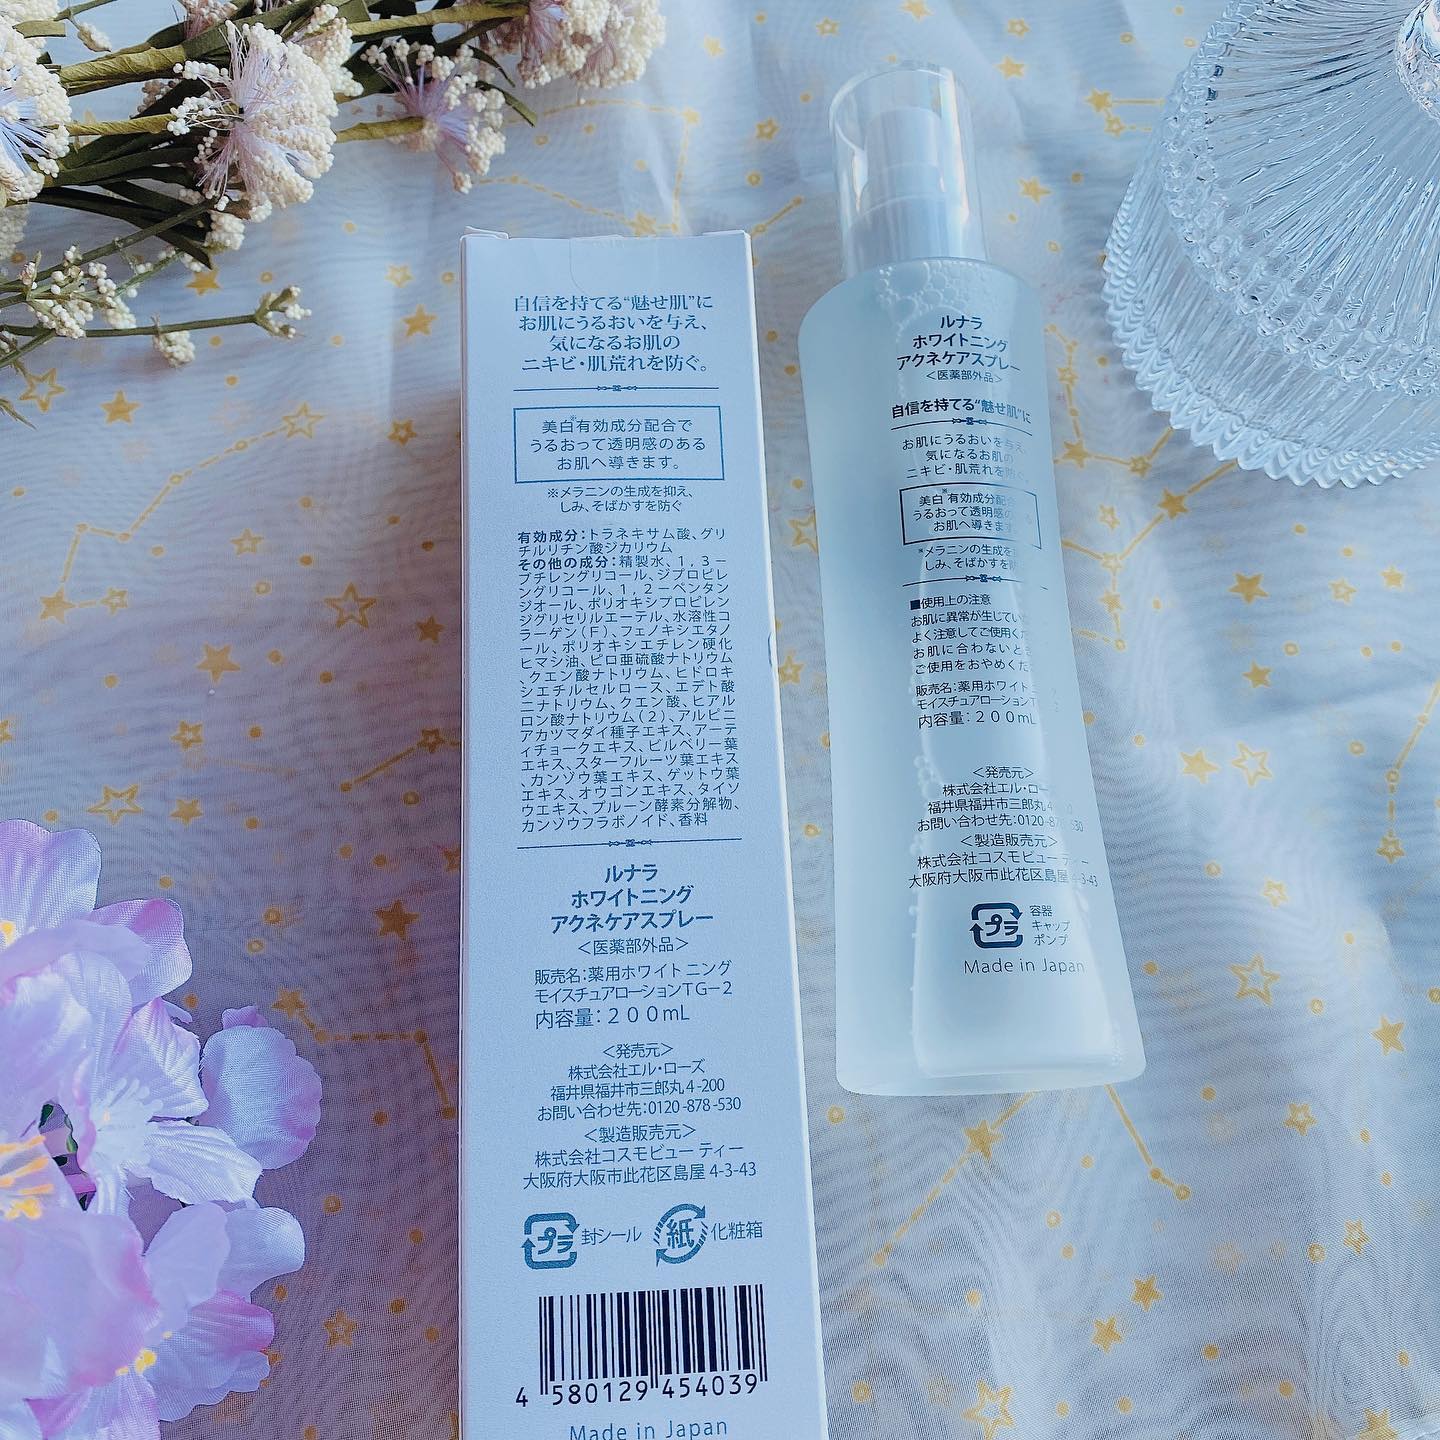 自信を持てる“魅せ肌”に
お肌にうるおいを与え、
気になるお肌の
ニキビ・肌荒れを防ぐ。
美白※有効成分配合で
うるおって透明感のある
お肌へ導きます。
※メラニンの生成を抑え、
しみ、そばかすを防ぐ
有効成分：トラネキサム酸、グリ
チルリチン酸ジカリウム
その他の成分：精製水、1,3－
ブチレングリコール、ジプロピレ
ングリコール、1,2－ペンタン
ジオール、ポリオキシプロピレン
ジグリセリルエーテル、水溶性コ
ラーゲン（F）、フェノキシエタノ
ール、ポリオキシエチレン硬化
ヒマシ油、ピロ亜硫酸ナトリウム
、クエン酸ナトリウム、ヒドロキ
シエチルセルロース、エデト酸
二ナトリウム、クエン酸、ヒアル
ロン酸ナトリウム（2）、アルピニ
アカツマダイ種子エキス、アーテ
ィチョークエキス、ビルベリー葉
エキス、スターフルーツ葉エキス
、カンゾウ葉エキス、ゲットウ葉
エキス、オウゴンエキス、タイソ
ウエキス、プルーン酵素分解物、
カンゾウフラボノイド、香料
ルナラ
ホワイトニング
アクネケアスプレー
＜医薬部外品＞
販売名：薬用ホワイトニング
モイスチュアローションTG－2
内容量：200mL
＜発売元＞
株式会社エル・ローズ
福井県福井市三郎丸4-200
お問い合わせ先：0120-878-530
＜製造販売元＞
株式会社コスモビューティー
大阪府大阪市此花区島屋 4-3-43
プラ 封シール 紙 化粧箱
4 580129 454039
Made in Japan
ルナラ
ホワイトニング
アクネケアスプレー
＜医薬部外品＞
自信を持てる“魅せ肌”に
お肌にうるおいを与え
気になるお肌の
ニキビ・肌荒れを防ぐ
美白※有効成分配合
うるおって透明感のある
お肌へ導きます
※メラニンの生成を
しみ、そばかすを防
■使用上の注意
お肌に異常が生じてい
よく注意してご使用くだ
お肌に合わないとき
ご使用をおやめくだ
販売名：薬用ホワイトニ
モイスチュアローションT
内容量：200mL
＜発売元＞
株式会社エル・ローズ
福井県福井市三郎丸4
お問い合わせ先：0120-87 530
＜製造販売元＞
株式会社コスモビューティー
大阪府大阪市此花区島屋 4-3-43
プラ 容器
キャップ
ポンプ
Made in Japan